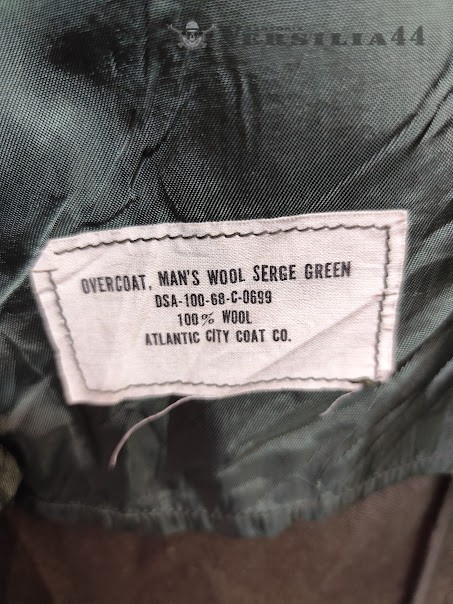 VERSILIA44
OVERCOAT, MAN'S WOOL SERGE GREEN
DSA-100-68-C-0699
100% WOOL
ATLANTIC CITY COAT CO.